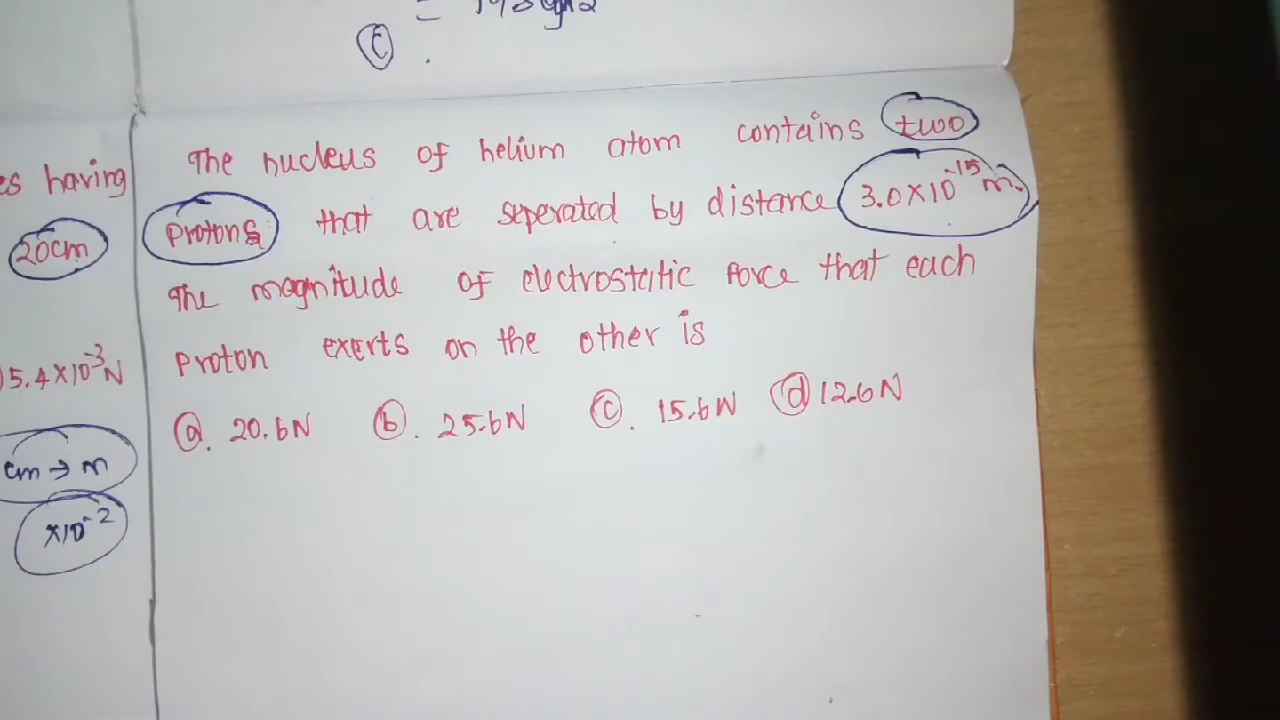 ©
es having
20cm
5.4×10⁻³N
cm → m
×10⁻²
The nucleus of helium atom contains two
Protons that are seperated by distance 3.0×10⁻¹⁵ m.
The magnitude of electrostatic force that each
Proton exerts on the other is
ⓐ. 20.6N ⓑ. 25.6N ⓒ. 15.6N ⓓ 12.6N